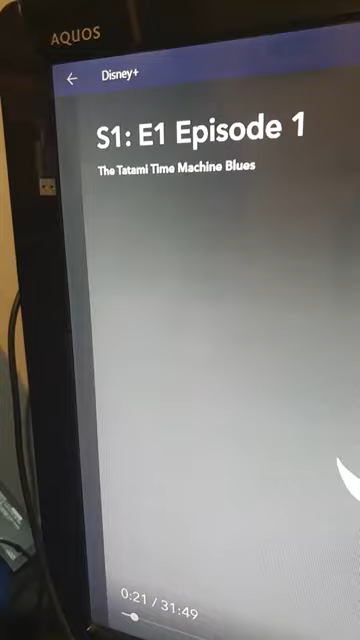 AQUOS
Disney+
S1: E1 Episode 1
The Tatami Time Machine Blues
0:21 / 31:49